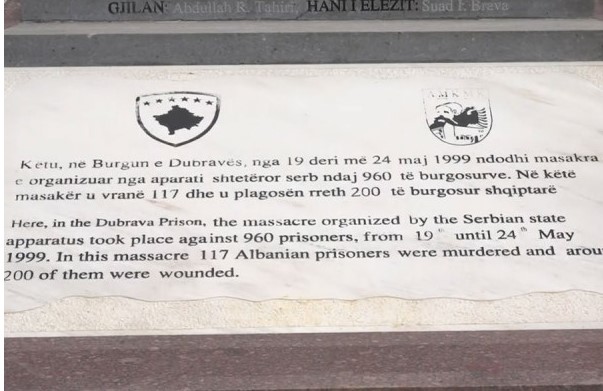 GJILAN: Abdullah R. Tahiri, HANI I ELEZIT: Suad I. Brava
A.M.K.M.K
Këtu, në Burgun e Dubravës, nga 19 deri më 24 maj 1999 ndodhi masakra
e organizuar nga aparati shtetëror serb ndaj 960 të burgosurve. Në këtë
masakër u vranë 117 dhe u plagosën rreth 200 të burgosur shqiptarë
Here, in the Dubrava Prison, the massacre organized by the Serbian state
apparatus took place against 960 prisoners, from 19th until 24th May
1999. In this massacre 117 Albanian prisoners were murdered and arou
200 of them were wounded.